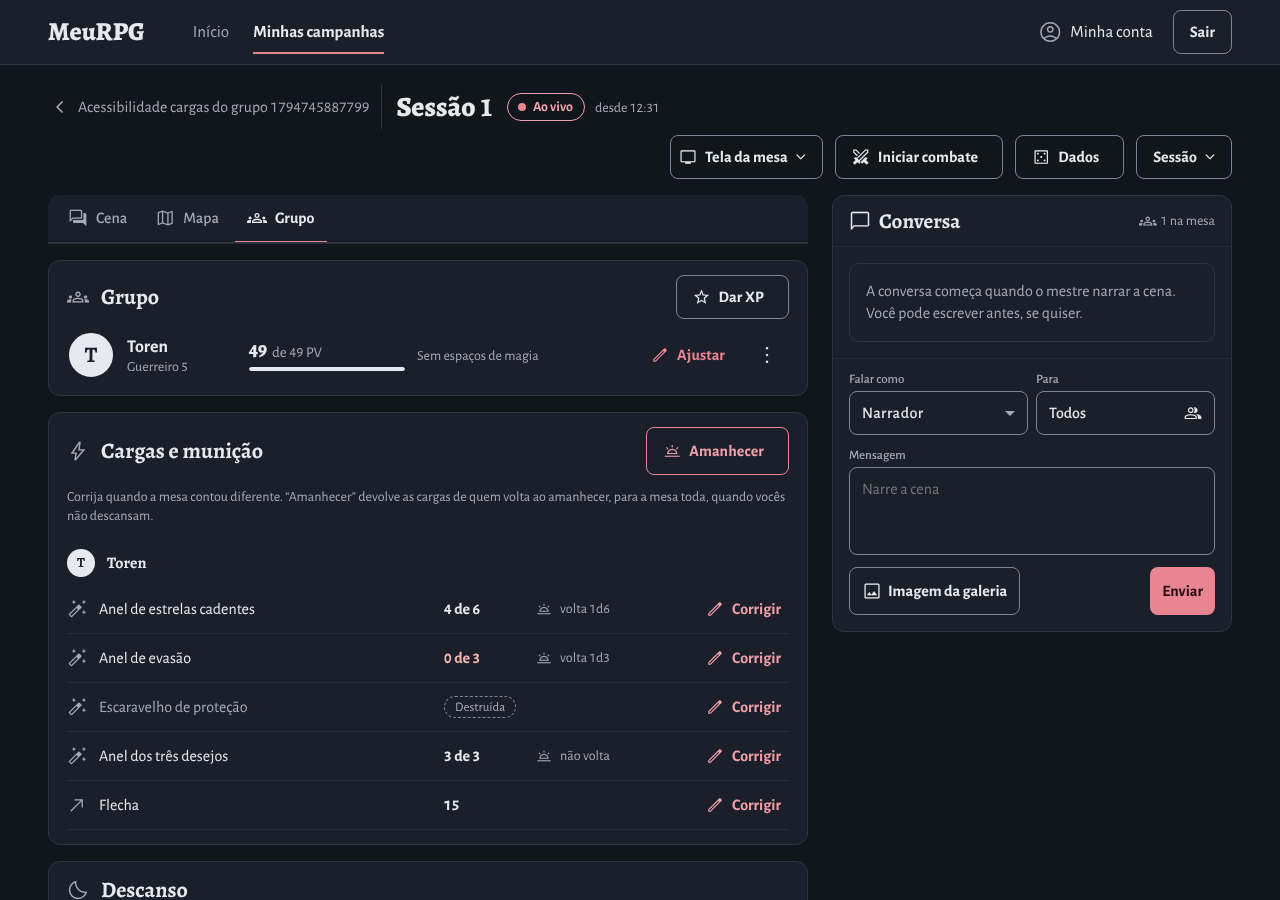 MeuRPG
Início
Minhas campanhas
Minha conta
Sair
Acessibilidade cargas do grupo 1794745887799
Sessão 1
Ao vivo
desde 12:31
Tela da mesa
Iniciar combate
Dados
Sessão
Cena
Mapa
Grupo
Grupo
Dar XP
T
Toren
Guerreiro 5
49 de 49 PV
Sem espaços de magia
Ajustar
Cargas e munição
Amanhecer
Corrija quando a mesa contou diferente. “Amanhecer” devolve as cargas de quem volta ao amanhecer, para a mesa toda, quando vocês
não descansam.
T
Toren
Anel de estrelas cadentes
4 de 6
volta 1d6
Corrigir
Anel de evasão
0 de 3
volta 1d3
Corrigir
Escaravelho de proteção
Destruída
Corrigir
Anel dos três desejos
3 de 3
não volta
Corrigir
Flecha
15
Corrigir
Descanso
Conversa
1 na mesa
A conversa começa quando o mestre narrar a cena.
Você pode escrever antes, se quiser.
Falar como
Para
Narrador
Todos
Mensagem
Narre a cena
Imagem da galeria
Enviar